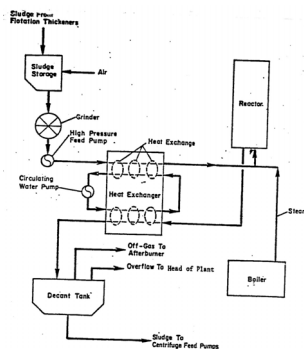 Sludge From
Flotation Thickeners
Sludge
Storage
Air
Grinder
High Pressure
Feed Pump
Heat Exchange
Circulating
Water Pump
Heat Exchanger
Reactor
Steam
Boiler
Off-Gas To
Afterburner
Overflow To Head of Plant
Decant Tank
Sludge To
Centrifuge Feed Pumps